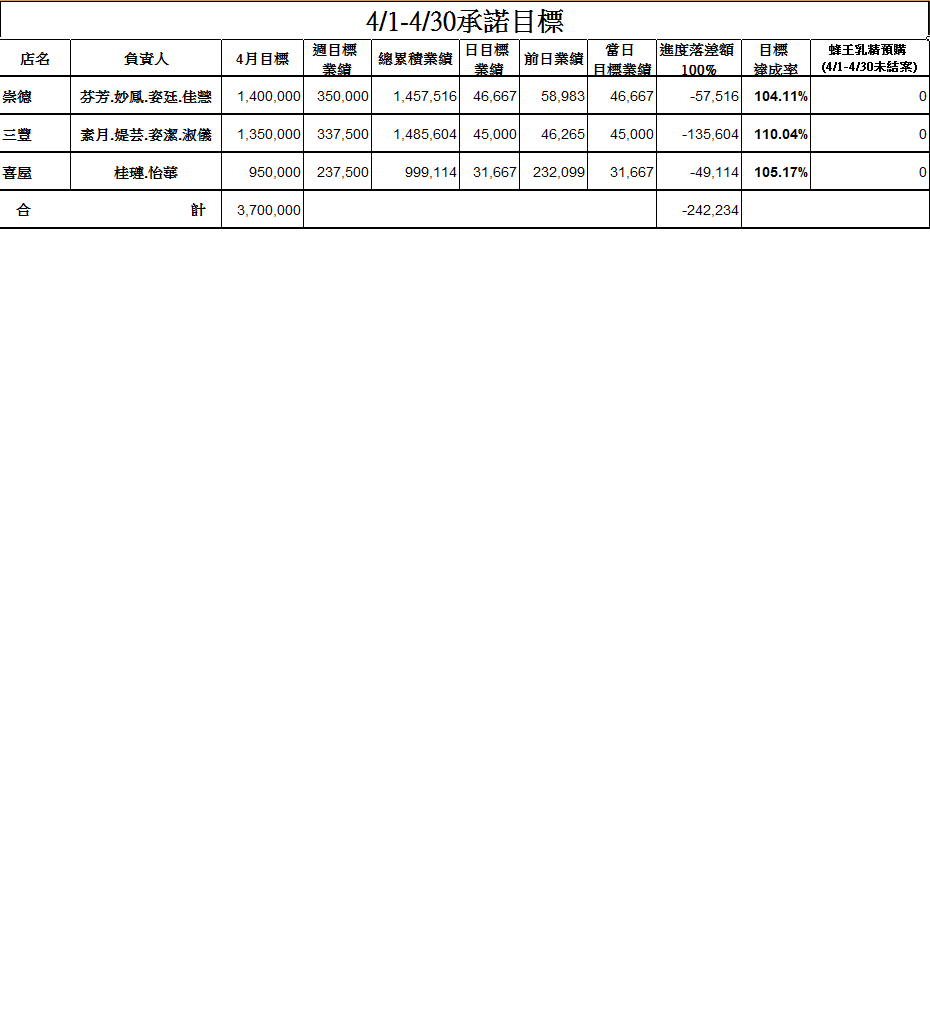 4/1-4/30承諾目標
店名 負責人 4月目標 週目標業績 總累積業績 日目標業績 前日業績 當日目標業績 進度落差額100% 目標達成率 蜂王乳精預購(4/1-4/30未結案)
崇德 芬芳.妙鳳.姿廷.佳慧 1,400,000 350,000 1,457,516 46,667 58,983 46,667 -57,516 104.11% 0
三豐 素月.媞芸.姿潔.淑儀 1,350,000 337,500 1,485,604 45,000 46,265 45,000 -135,604 110.04% 0
喜屋 桂璉.怡華 950,000 237,500 999,114 31,667 232,099 31,667 -49,114 105.17% 0
合計 3,700,000 -242,234